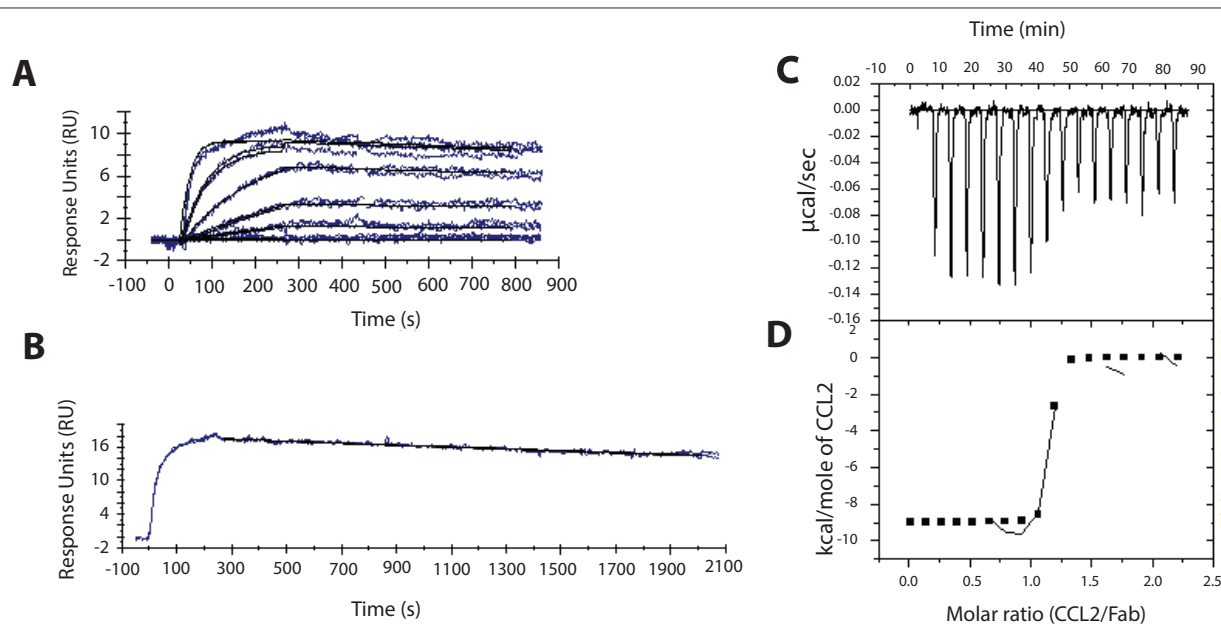 A
Response Units (RU)
10
6
2
-2
-100 0 100 200 300 400 500 600 700 800 900
Time (s)
B
Response Units (RU)
16
10
4
-2
-100 100 300 500 700 900 1100 1300 1500 1700 1900 2100
Time (s)
C
Time (min)
-10 0 10 20 30 40 50 60 70 80 90
µcal/sec
0.02
0.00
-0.02
-0.04
-0.06
-0.08
-0.10
-0.12
-0.14
-0.16
D
kcal/mole of CCL2
2
0
-2
-4
-6
-8
-10
0.0 0.5 1.0 1.5 2.0 2.5
Molar ratio (CCL2/Fab)